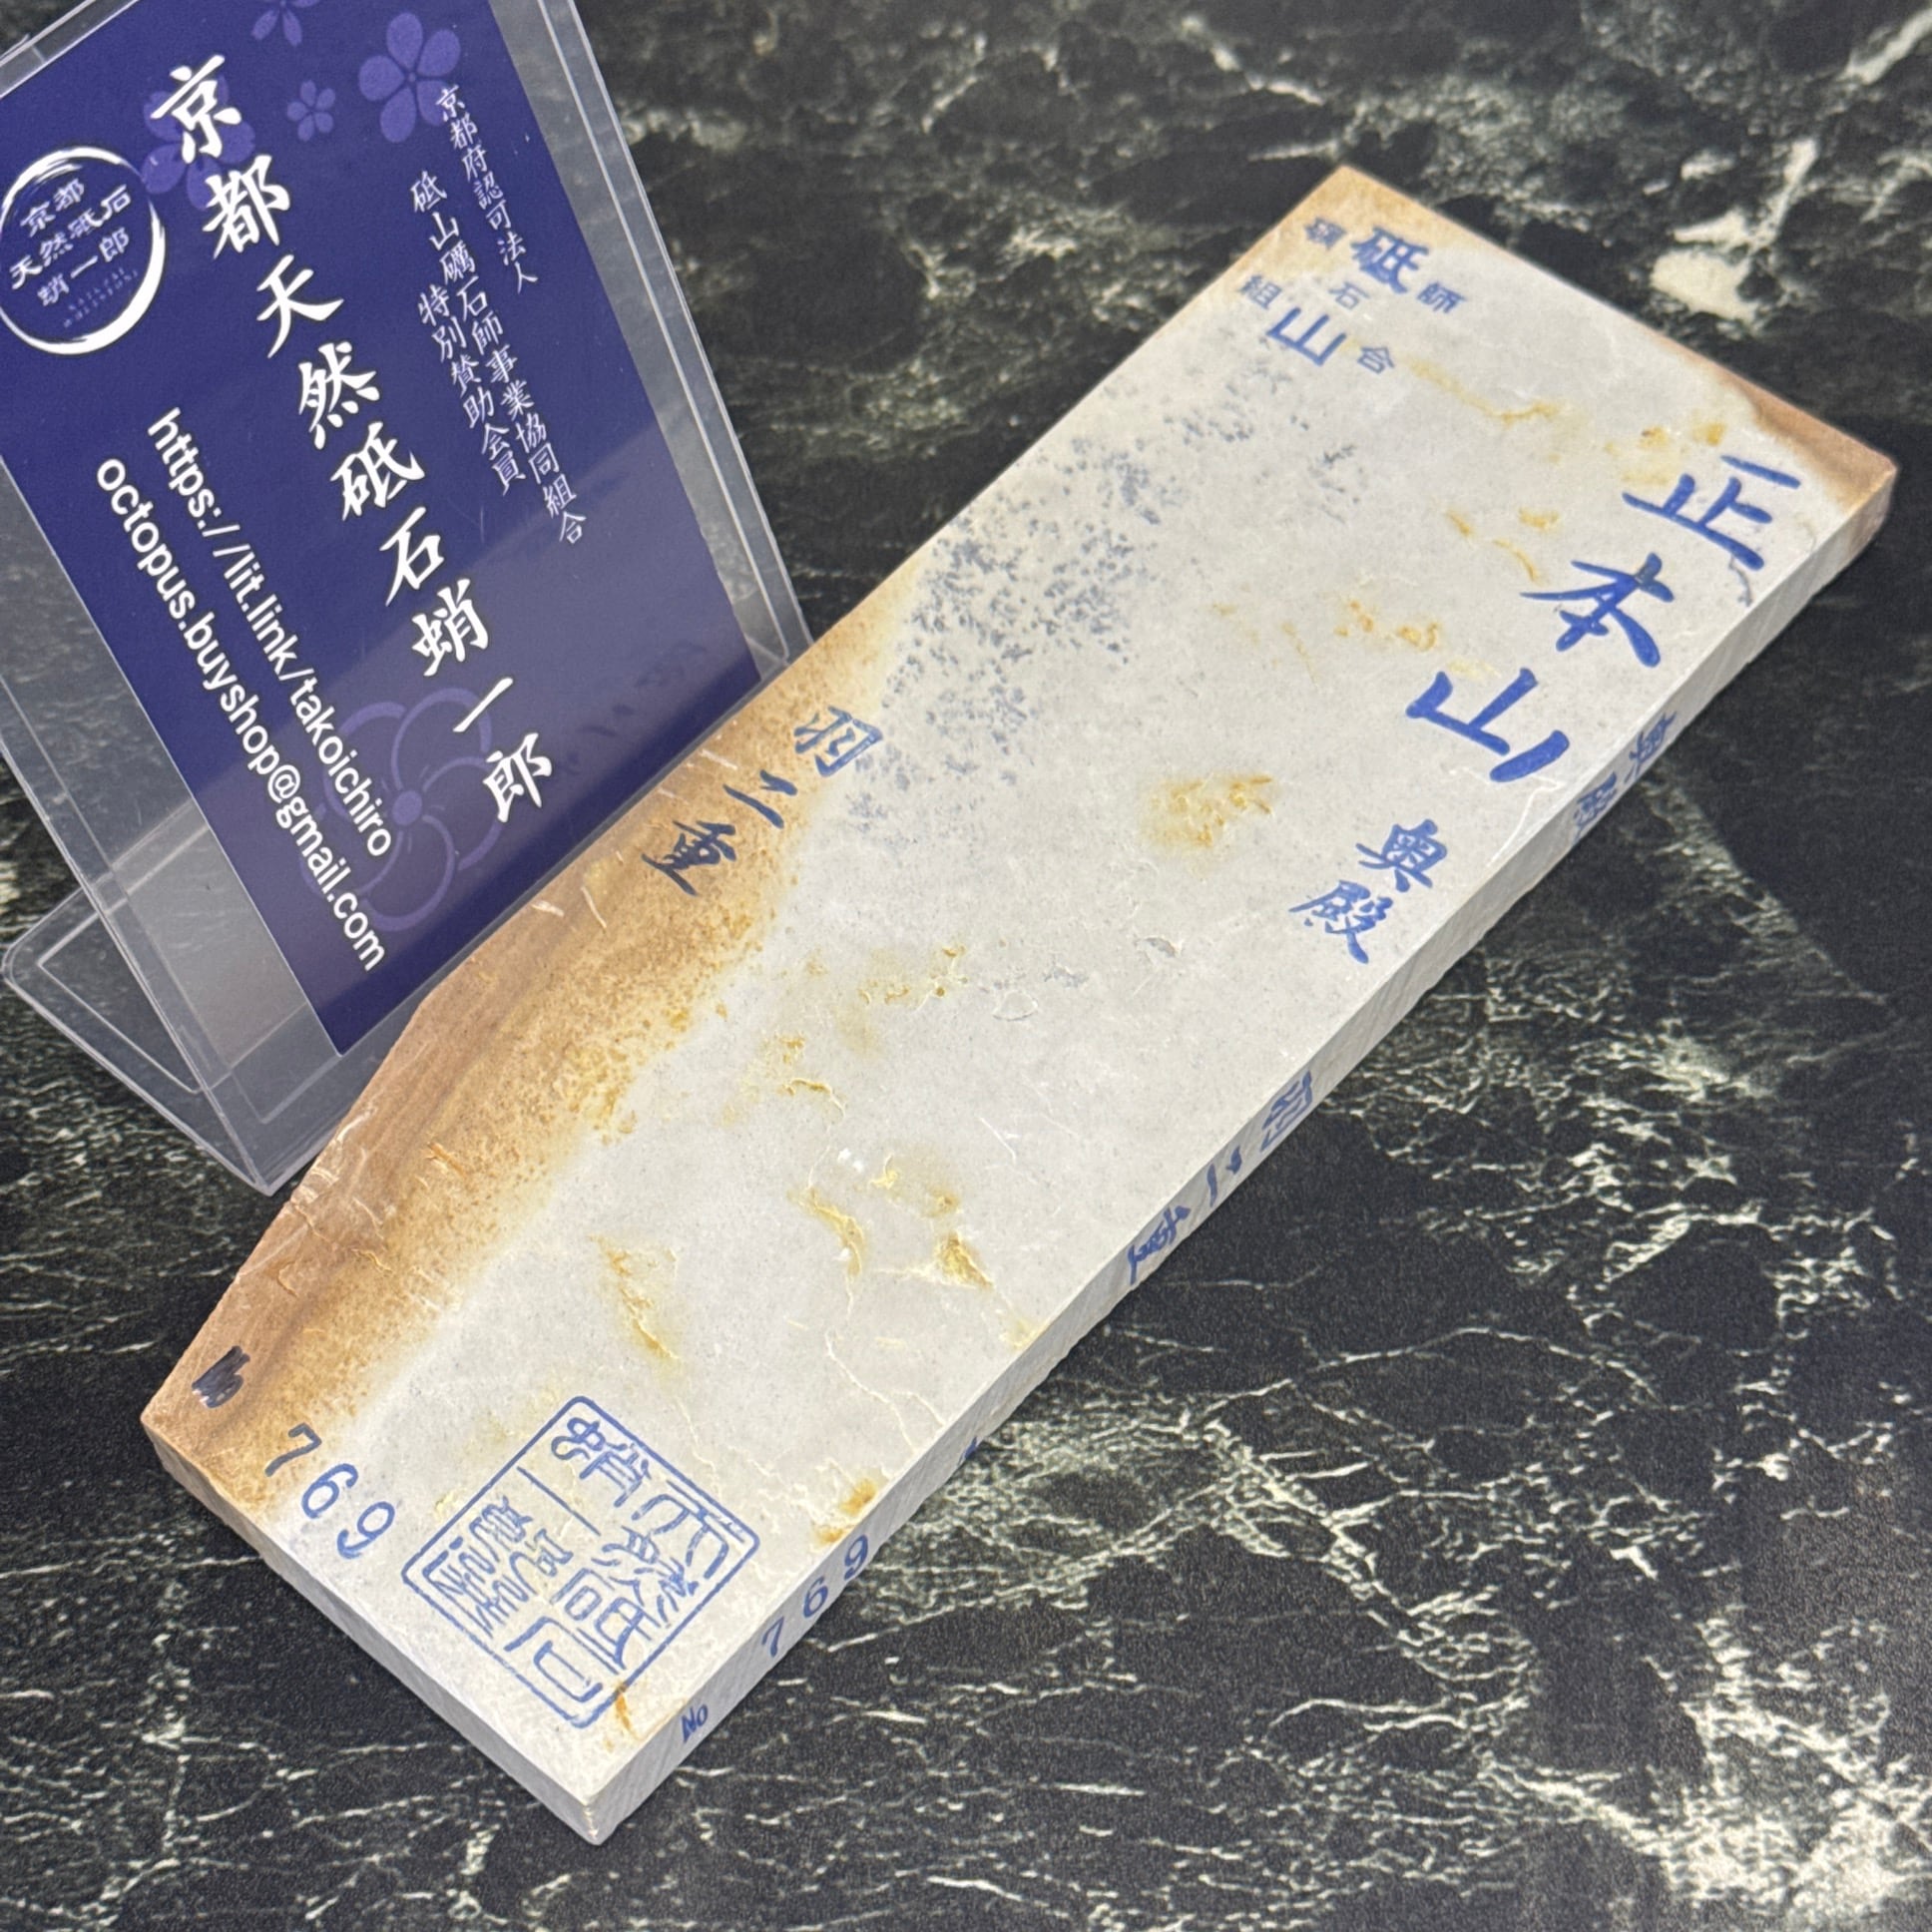 京都府認可法人
砥山礪石師事業協同組合
特別賛助会員
京都天然砥石蛸一郎
https://lit.link/takoichiro
octopus.buyshop@gmail.com
京都
天然砥石
蛸一郎
砥山
師
石
組合
正本山
奥殿
羽二重
№ 769
奥殿
羽二重
№ 769